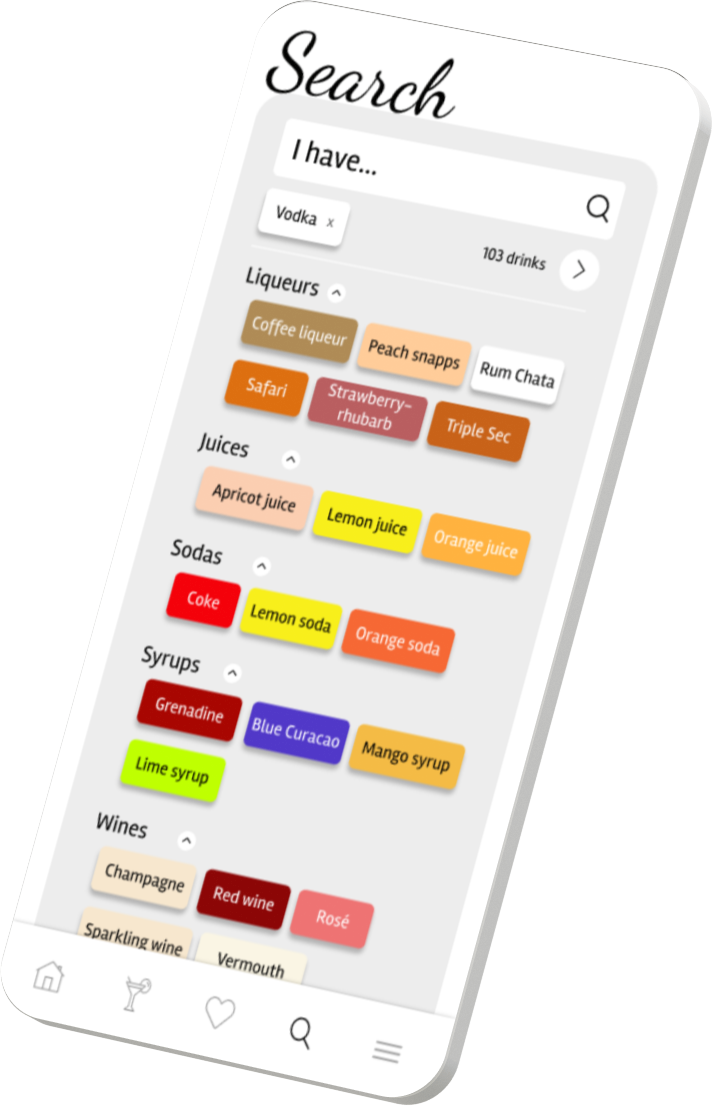 Search
I have...
Vodka x
103 drinks
Liqueurs
Coffee liqueur
Peach snapps
Rum Chata
Safari
Strawberry-
rhubarb
Triple Sec
Juices
Apricot juice
Lemon juice
Orange juice
Sodas
Coke
Lemon soda
Orange soda
Syrups
Grenadine
Blue Curacao
Mango syrup
Lime syrup
Wines
Champagne
Red wine
Rosé
Sparkling wine
Vermouth